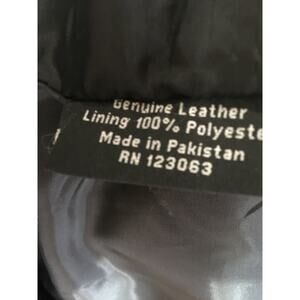 Genuine Leather
Lining 100% Polyeste
Made in Pakistan
RN 123063